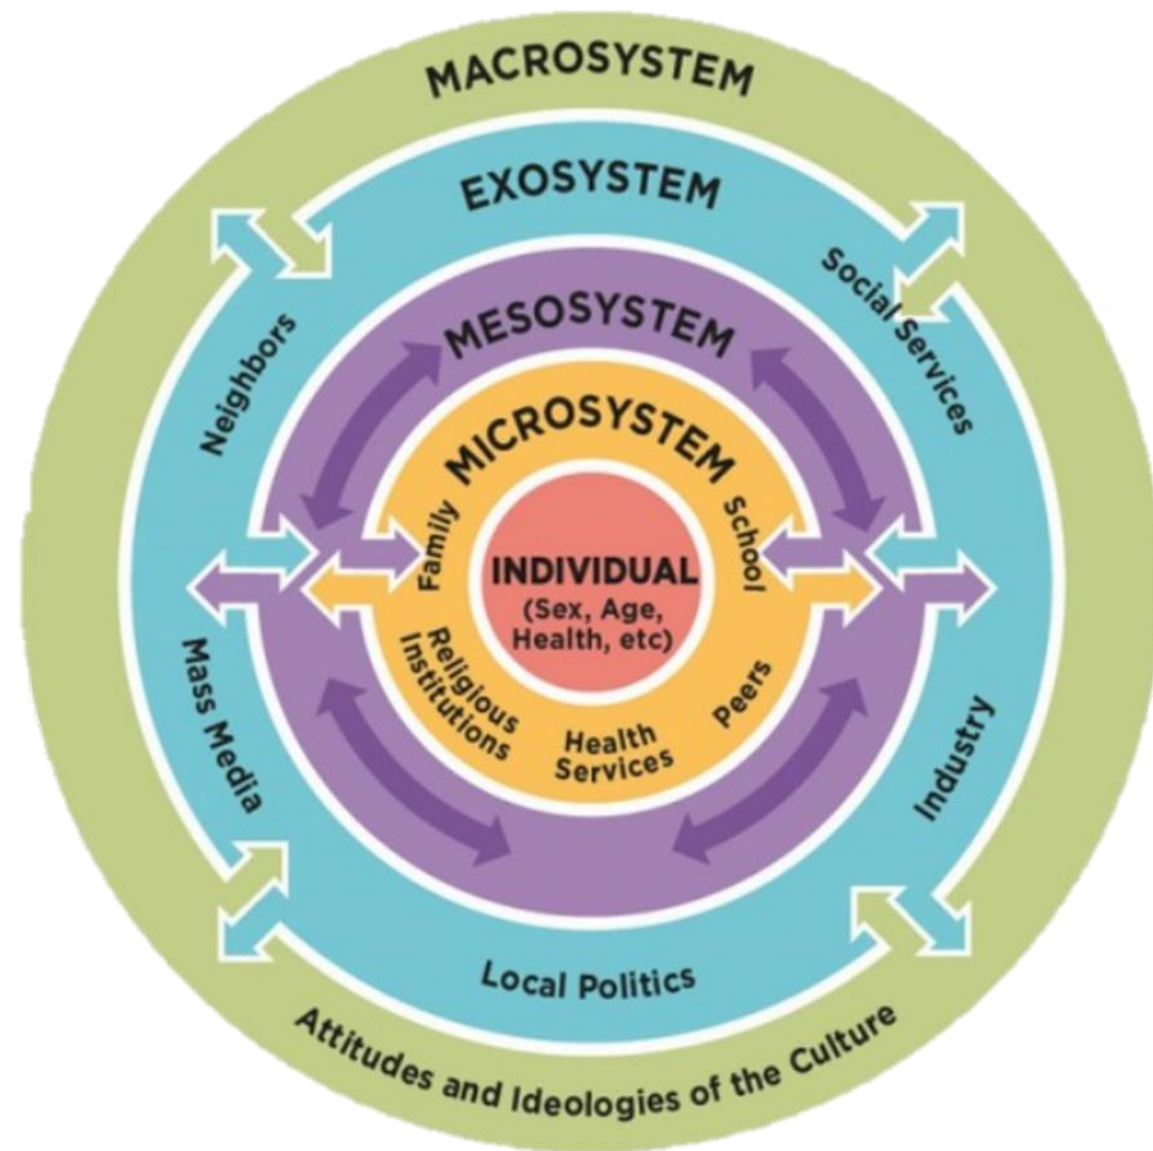 MACROSYSTEM
EXOSYSTEM
Social Services
Neighbors
MESOSYSTEM
MICROSYSTEM
Family
School
INDIVIDUAL
(Sex, Age,
Health, etc)
Religious
Institutions
Health
Services
Peers
Mass Media
Industry
Local Politics
Attitudes and Ideologies of the Culture